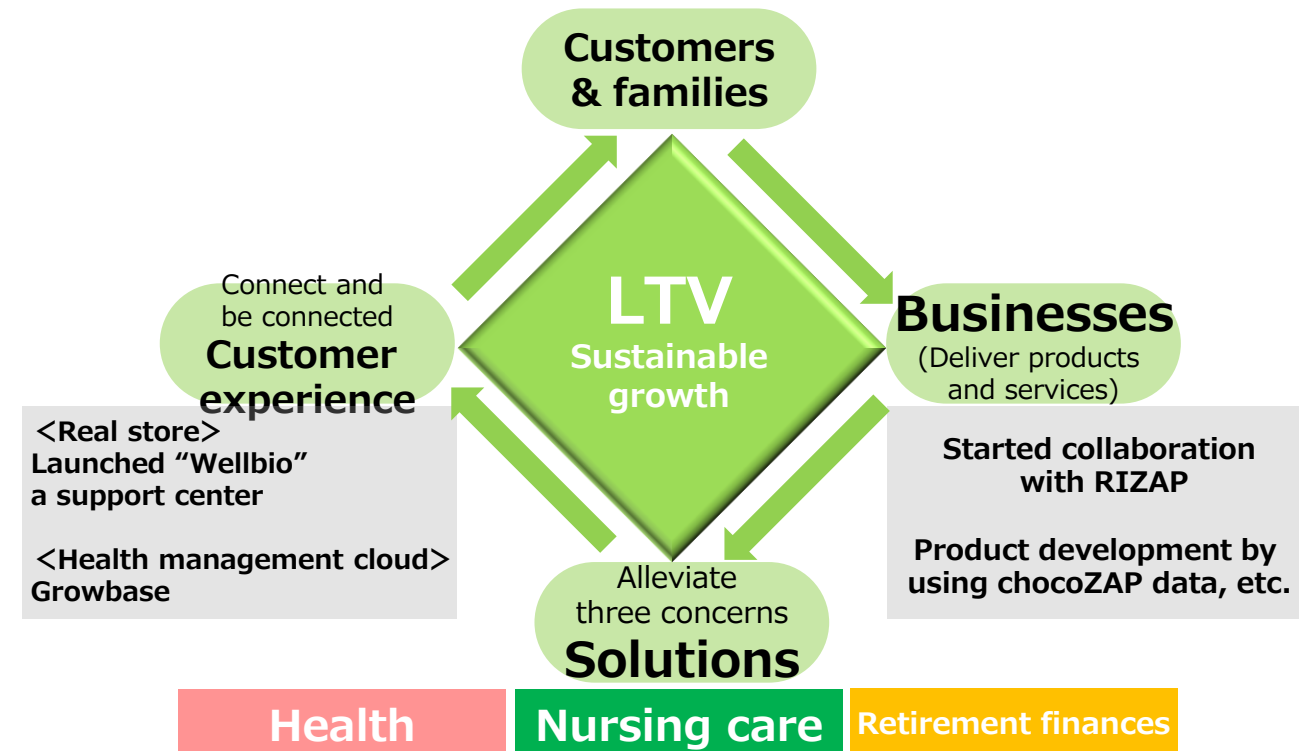 Customers
& families
LTV
Sustainable
growth
Connect and
be connected
Customer
experience
Businesses
(Deliver products
and services)
＜Real store＞
Launched “Wellbio”
a support center
＜Health management cloud＞
Growbase
Started collaboration
with RIZAP
Product development by
using chocoZAP data, etc.
Alleviate
three concerns
Solutions
Health
Nursing care
Retirement finances